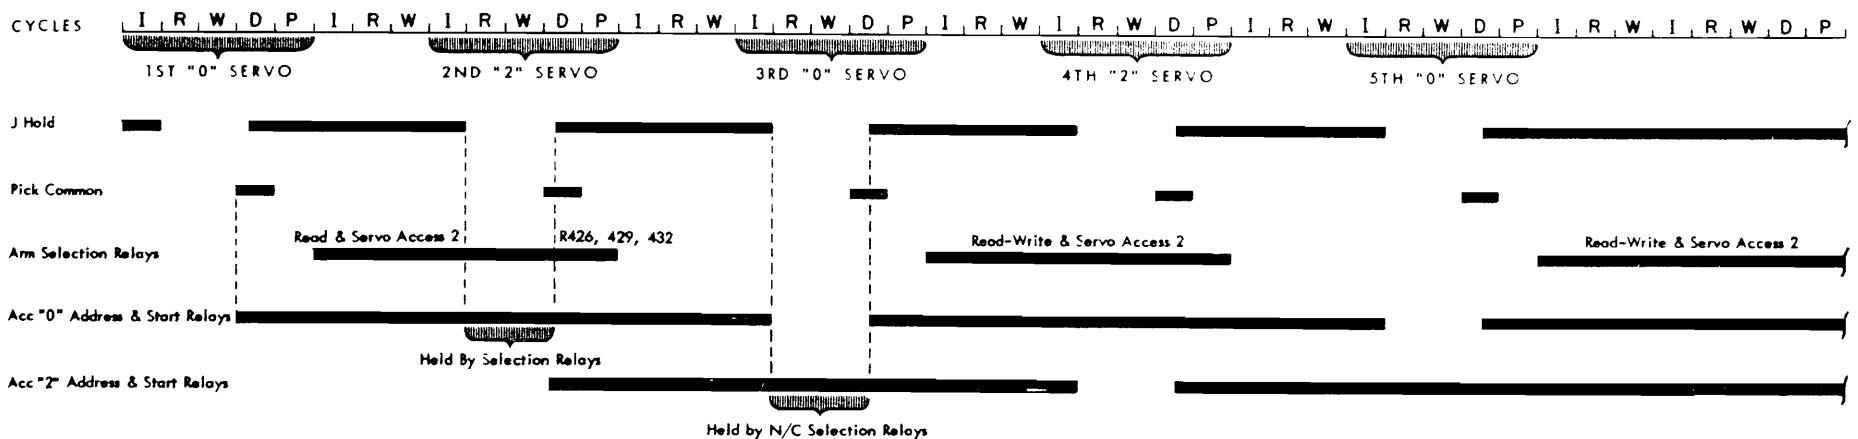 CYCLES I R W D P I R W I R W D P I R W I R W D P I R W I R W D P I R W I R W D P I R W I R W D P
1ST "0" SERVO 2ND "2" SERVO 3RD "0" SERVO 4TH "2" SERVO 5TH "0" SERVO
J Hold
Pick Common
Read & Servo Access 2 R426, 429, 432 Read-Write & Servo Access 2 Read-Write & Servo Access 2
Arm Selection Relays
Acc "0" Address & Start Relays
Held By Selection Relays
Acc "2" Address & Start Relays
Held by N/C Selection Relays